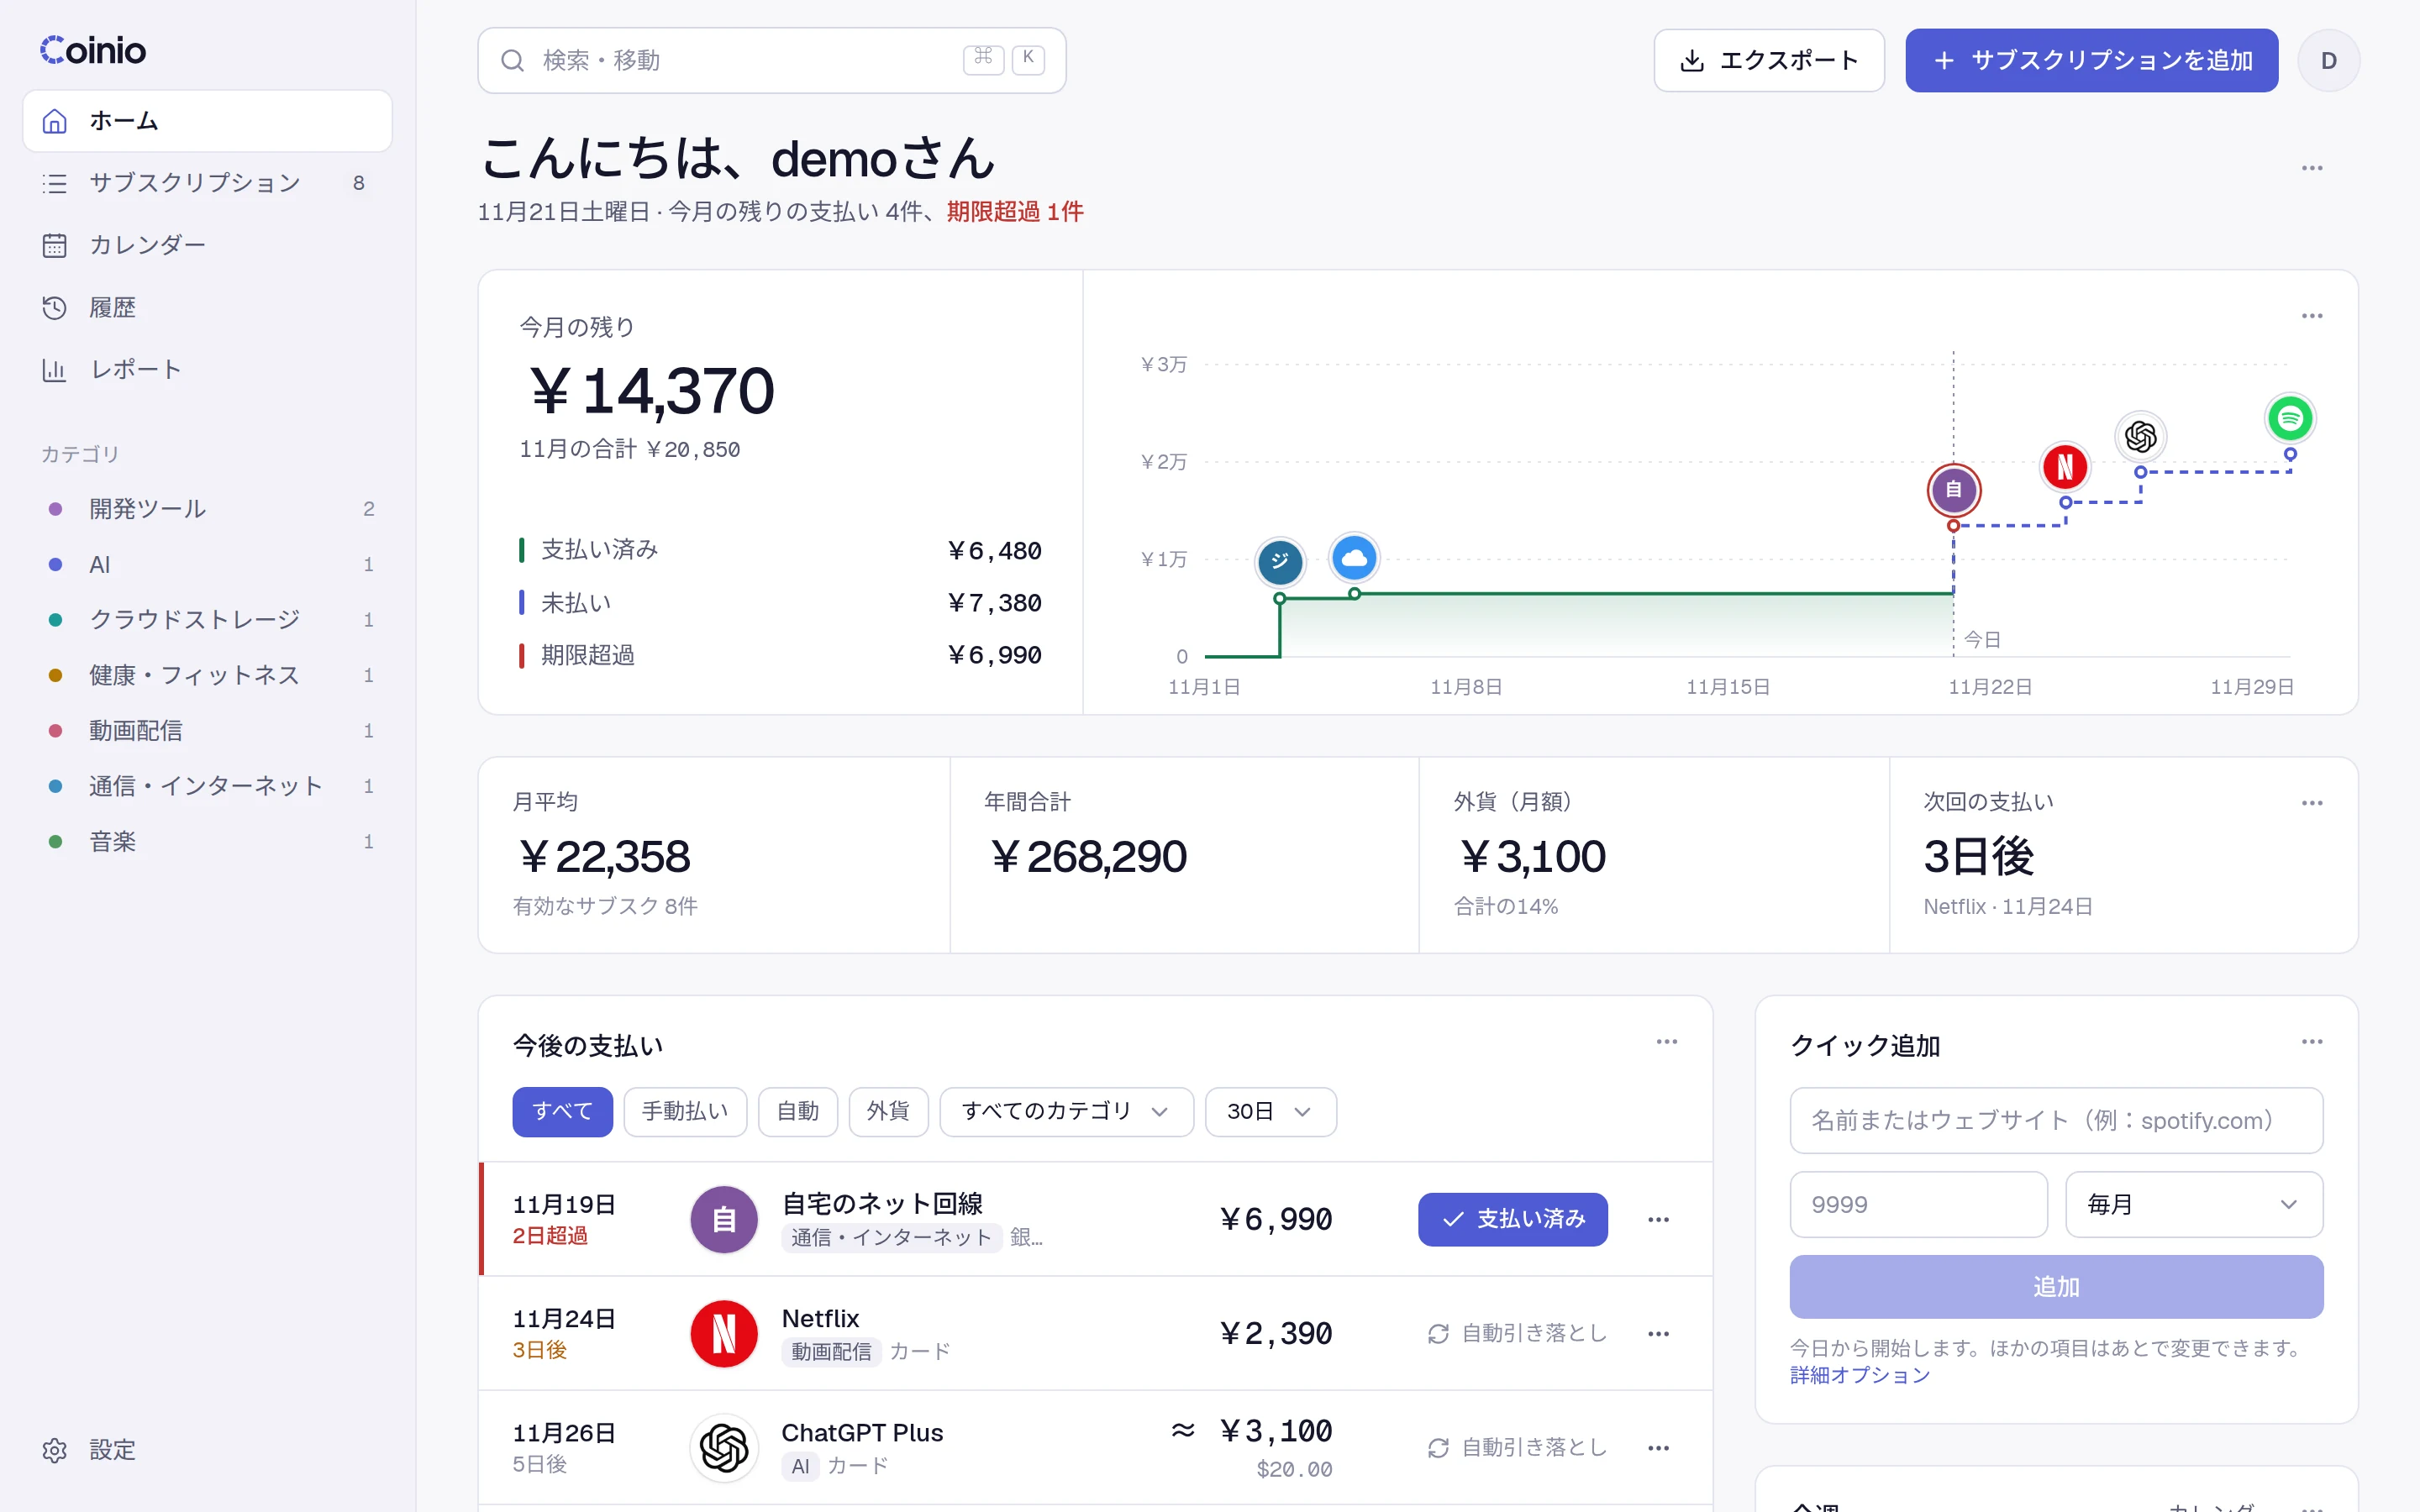 Coinio
ホーム
サブスクリプション 8
カレンダー
履歴
レポート
カテゴリ
開発ツール 2
AI 1
クラウドストレージ 1
健康・フィットネス 1
動画配信 1
通信・インターネット 1
音楽 1
設定
検索・移動 ⌘ K
エクスポート
サブスクリプションを追加
D
こんにちは、demoさん
11月21日土曜日 · 今月の残りの支払い 4件、期限超過 1件
今月の残り
￥14,370
11月の合計 ￥20,850
支払い済み ￥6,480
未払い ￥7,380
期限超過 ￥6,990
￥3万
￥2万
￥1万
0
ジ
自
N
今日
11月1日 11月8日 11月15日 11月22日 11月29日
月平均
￥22,358
有効なサブスク 8件
年間合計
￥268,290
外貨（月額）
￥3,100
合計の14%
次回の支払い
3日後
Netflix · 11月24日
今後の支払い
すべて 手動払い 自動 外貨 すべてのカテゴリ 30日
11月19日
2日超過
自
自宅のネット回線
通信・インターネット 銀…
￥6,990
支払い済み
11月24日
3日後
N
Netflix
動画配信 カード
￥2,390
自動引き落とし
11月26日
5日後
ChatGPT Plus
AI カード
≈ ￥3,100
$20.00
自動引き落とし
クイック追加
名前またはウェブサイト（例：spotify.com）
9999
毎月
追加
今日から開始します。ほかの項目はあとで変更できます。
詳細オプション